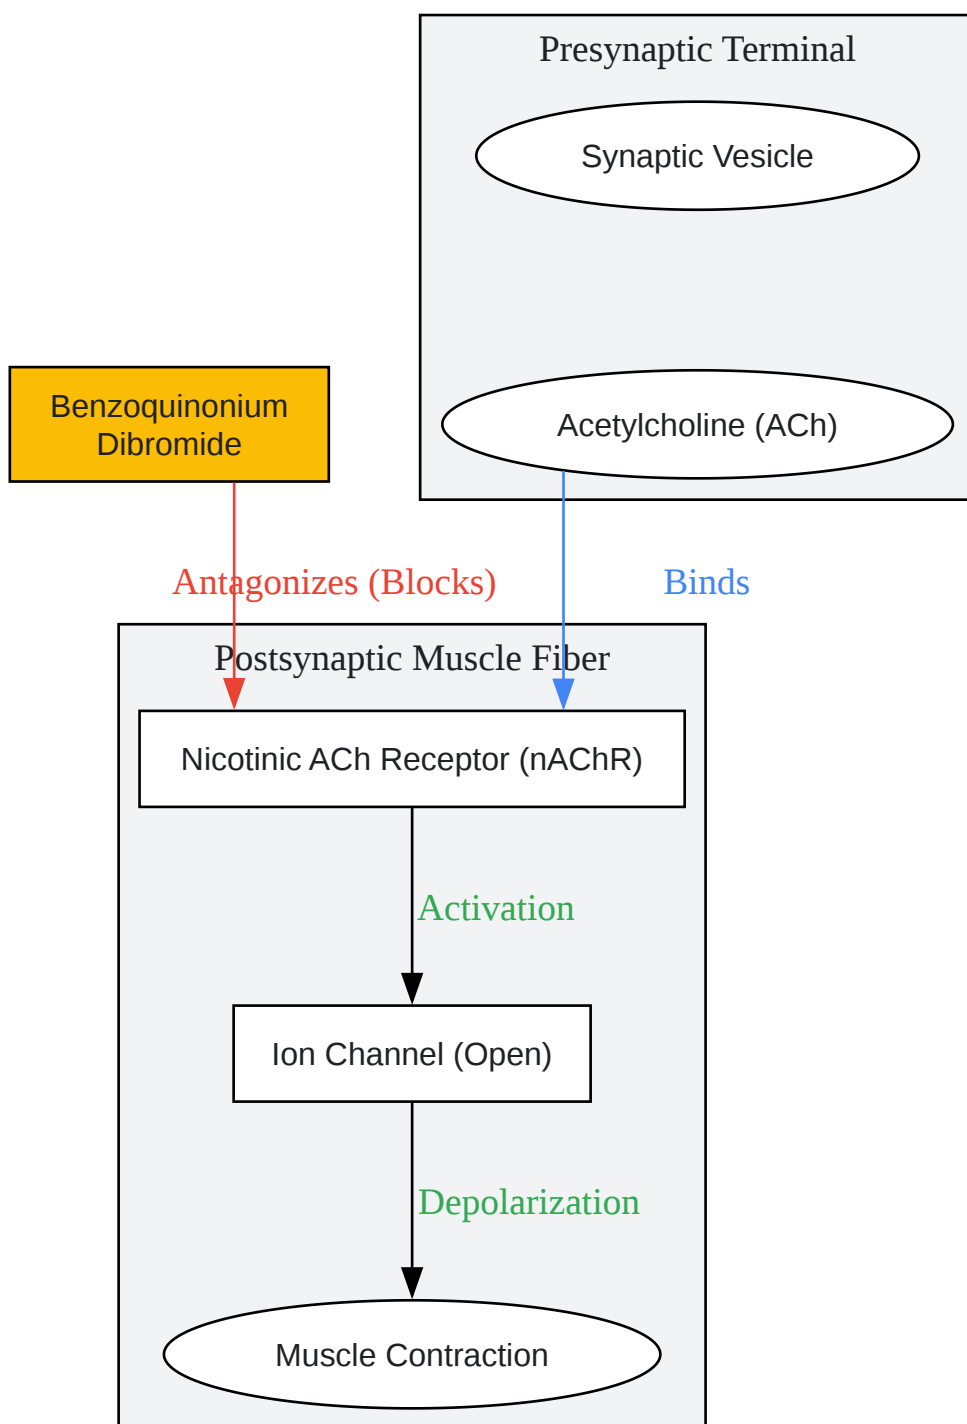 Presynaptic Terminal
Synaptic Vesicle
Benzoquinonium
Dibromide
Acetylcholine (ACh)
Antagonizes (Blocks)
Binds
Postsynaptic Muscle Fiber
Nicotinic ACh Receptor (nAChR)
Activation
Ion Channel (Open)
Depolarization
Muscle Contraction